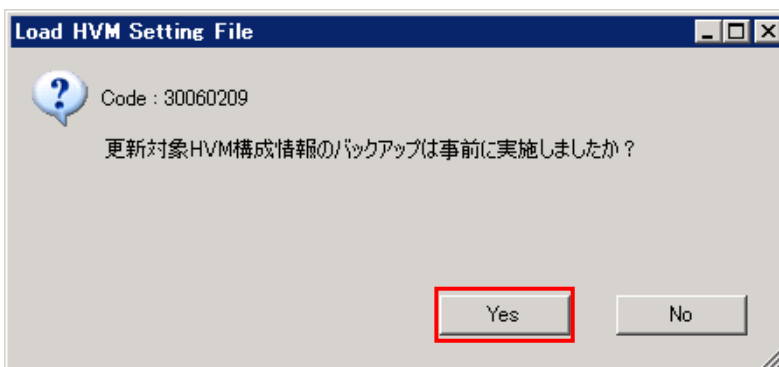 Load HVM Setting File
Code : 30060209
更新対象HVM構成情報のバックアップは事前に実施しましたか？
Yes
No